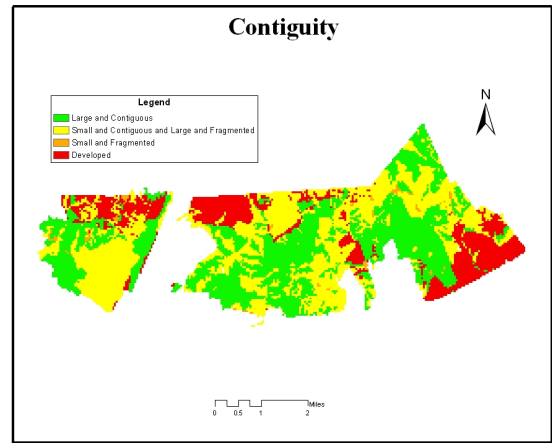 Contiguity
N
Legend
Large and Contiguous
Small and Contiguous and Large and Fragmented
Small and Fragmented
Developed
Miles
0 0.5 1 2